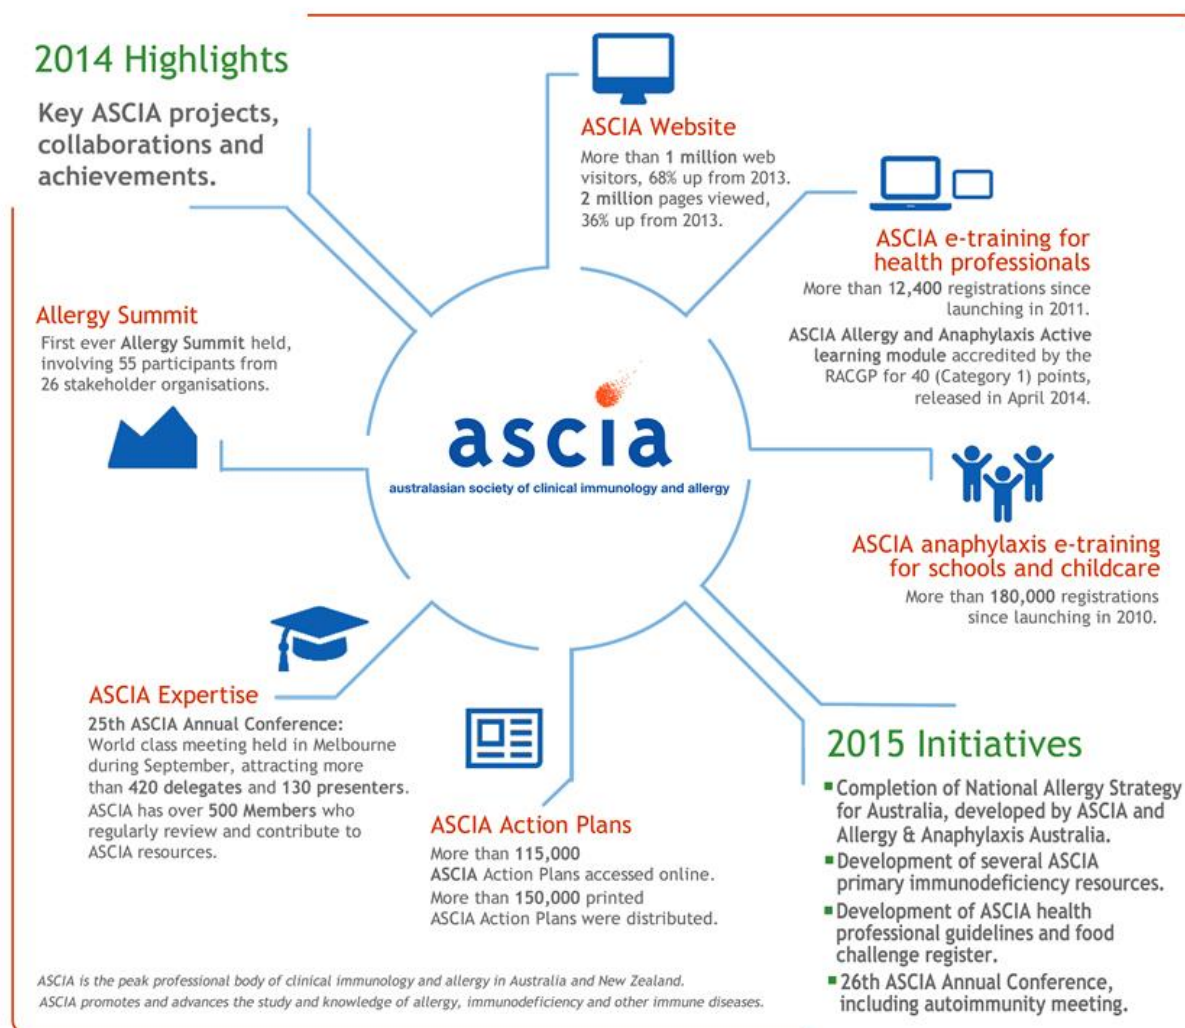 2014 Highlights
Key ASCIA projects,
collaborations and
achievements.
ASCIA Website
More than 1 million web
visitors, 68% up from 2013.
2 million pages viewed,
36% up from 2013.
ASCIA e-training for
health professionals
More than 12,400 registrations since
launching in 2011.
ASCIA Allergy and Anaphylaxis Active
learning module accredited by the
RACGP for 40 (Category 1) points,
released in April 2014.
Allergy Summit
First ever Allergy Summit held,
involving 55 participants from
26 stakeholder organisations.
ascia
australasian society of clinical immunology and allergy
ASCIA anaphylaxis e-training
for schools and childcare
More than 180,000 registrations
since launching in 2010.
ASCIA Expertise
25th ASCIA Annual Conference:
World class meeting held in Melbourne
during September, attracting more
than 420 delegates and 130 presenters.
ASCIA has over 500 Members who
regularly review and contribute to
ASCIA resources.
ASCIA Action Plans
More than 115,000
ASCIA Action Plans accessed online.
More than 150,000 printed
ASCIA Action Plans were distributed.
2015 Initiatives
▪ Completion of National Allergy Strategy
for Australia, developed by ASCIA and
Allergy & Anaphylaxis Australia.
▪ Development of several ASCIA
primary immunodeficiency resources.
▪ Development of ASCIA health
professional guidelines and food
challenge register.
▪ 26th ASCIA Annual Conference,
including autoimmunity meeting.
ASCIA is the peak professional body of clinical immunology and allergy in Australia and New Zealand.
ASCIA promotes and advances the study and knowledge of allergy, immunodeficiency and other immune diseases.